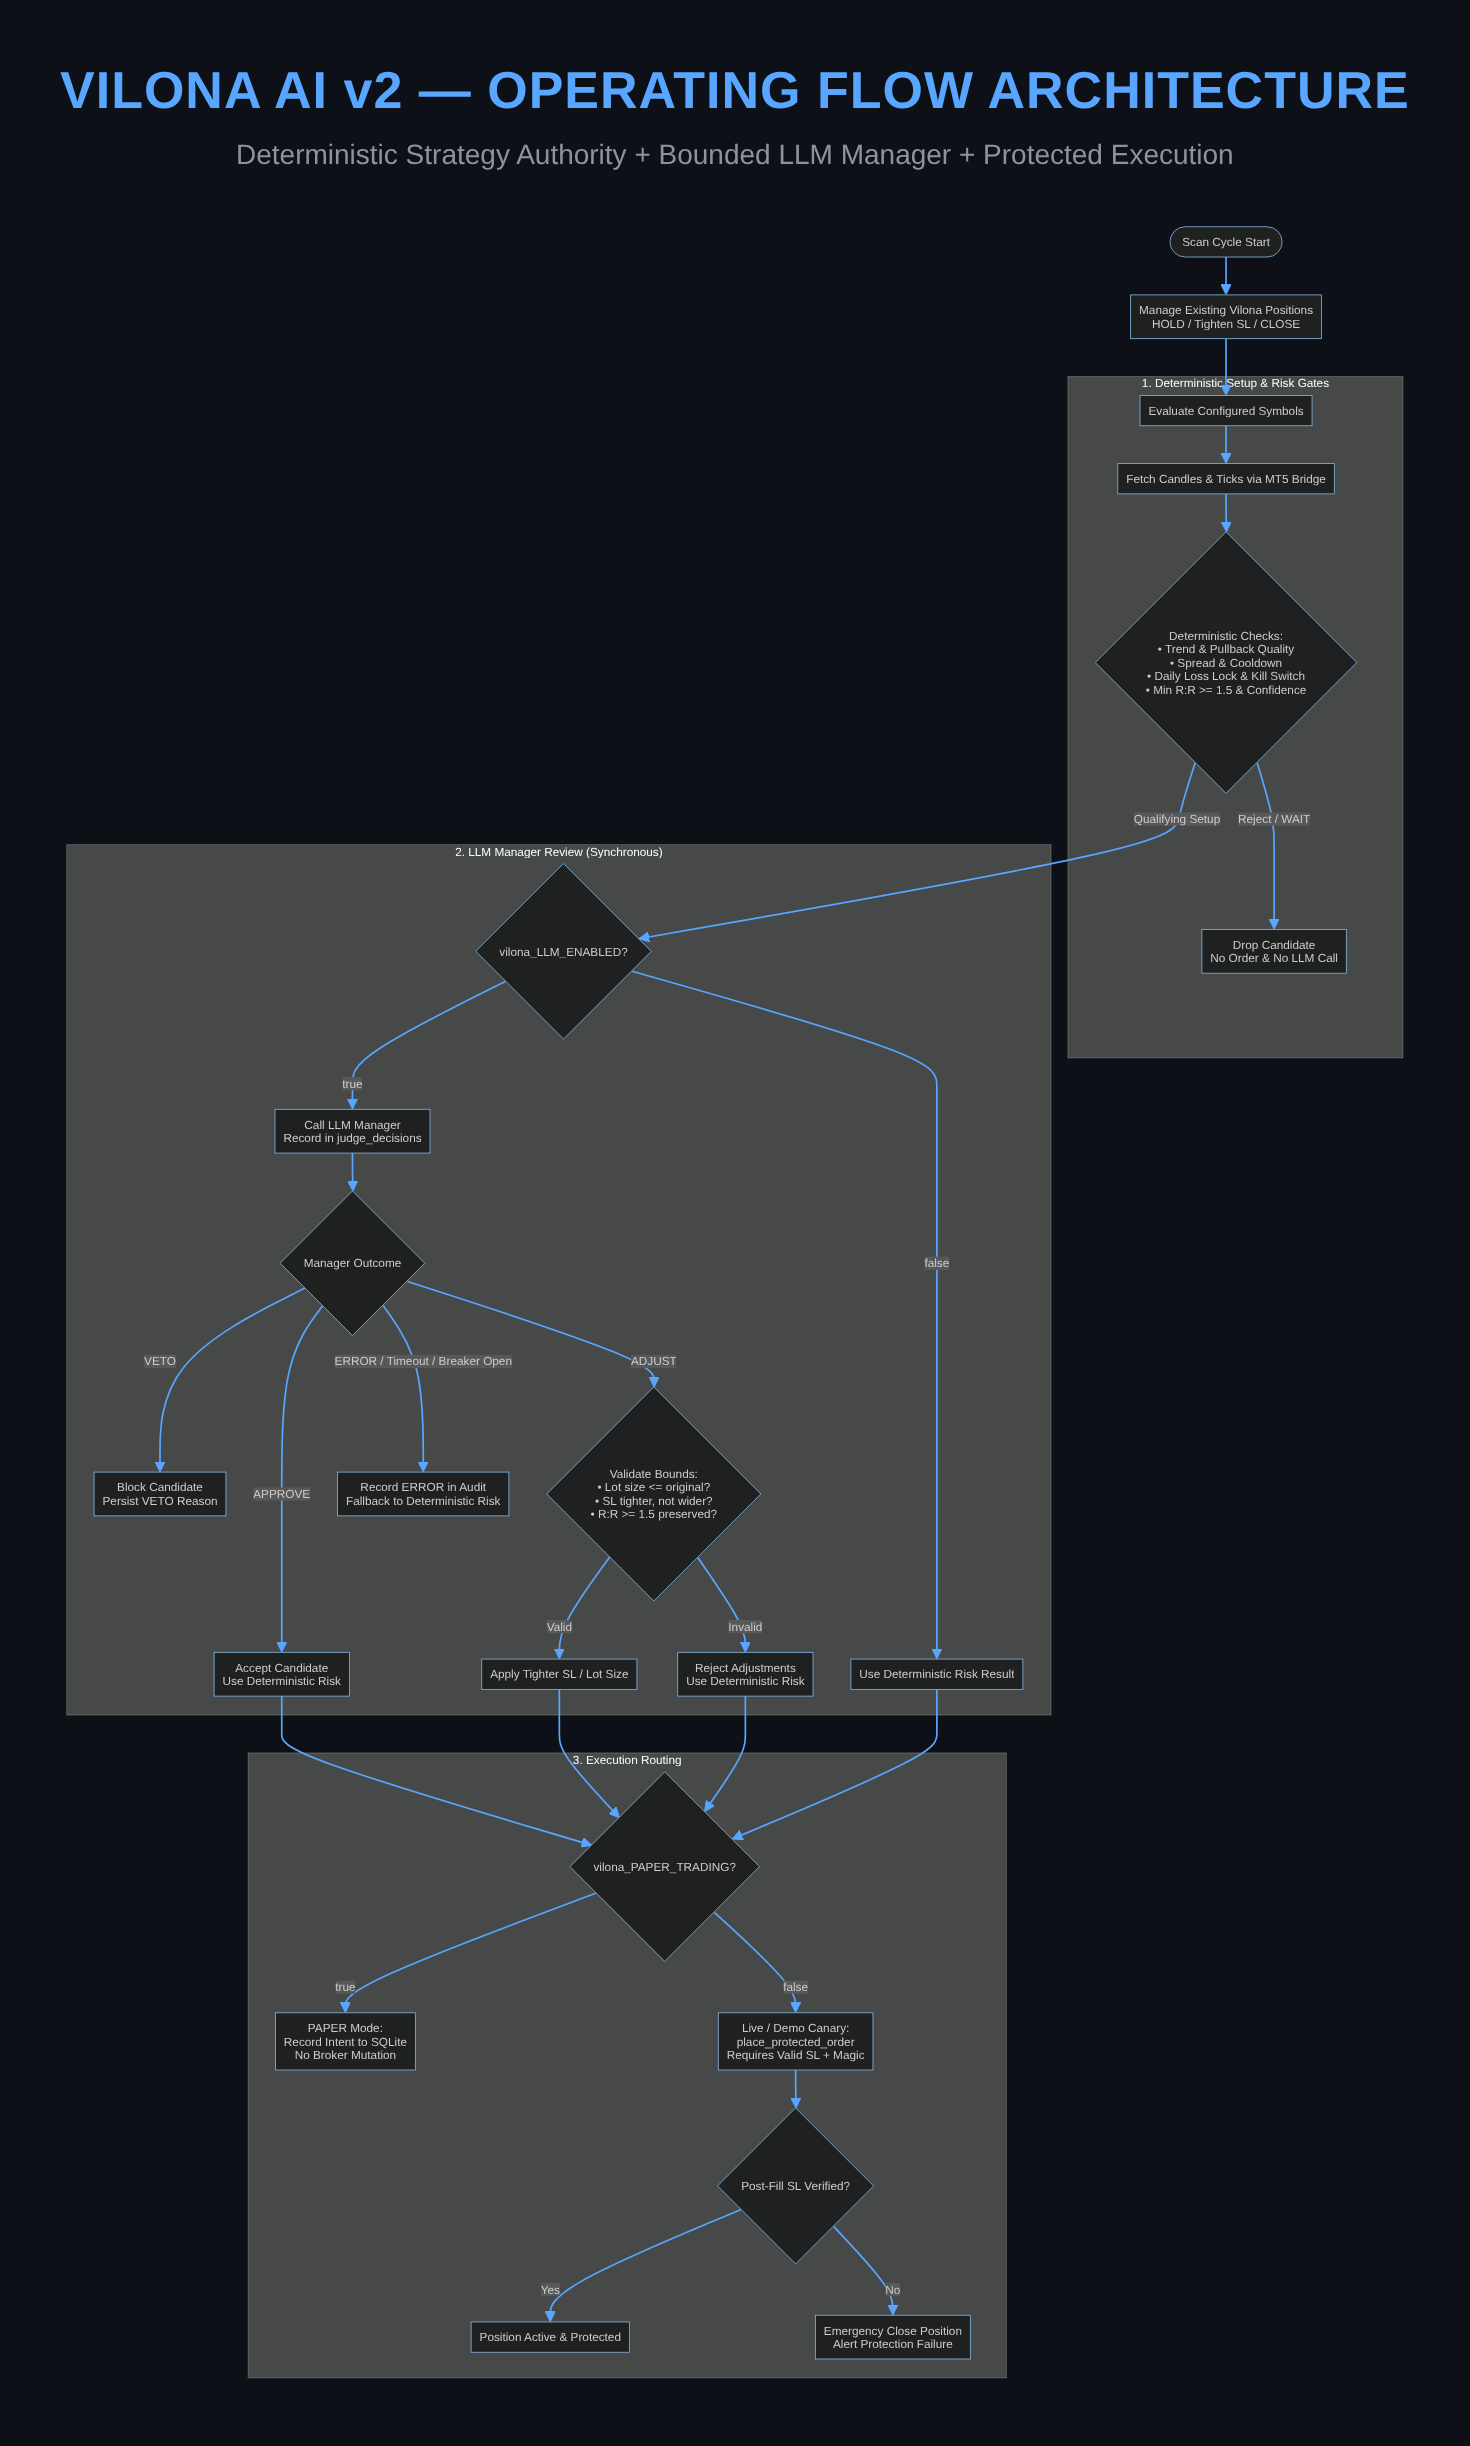 VILONA AI v2 — OPERATING FLOW ARCHITECTURE
Deterministic Strategy Authority + Bounded LLM Manager + Protected Execution
Scan Cycle Start
Manage Existing Vilona Positions
HOLD / Tighten SL / CLOSE
1. Deterministic Setup & Risk Gates
Evaluate Configured Symbols
Fetch Candles & Ticks via MT5 Bridge
Deterministic Checks:
• Trend & Pullback Quality
• Spread & Cooldown
• Daily Loss Lock & Kill Switch
• Min R:R >= 1.5 & Confidence
Qualifying Setup
Reject / WAIT
Drop Candidate
No Order & No LLM Call
2. LLM Manager Review (Synchronous)
vilona_LLM_ENABLED?
true
false
Call LLM Manager
Record in judge_decisions
Manager Outcome
VETO
APPROVE
ERROR / Timeout / Breaker Open
ADJUST
Block Candidate
Persist VETO Reason
Record ERROR in Audit
Fallback to Deterministic Risk
Validate Bounds:
• Lot size <= original?
• SL tighter, not wider?
• R:R >= 1.5 preserved?
Valid
Invalid
Accept Candidate
Use Deterministic Risk
Apply Tighter SL / Lot Size
Reject Adjustments
Use Deterministic Risk
Use Deterministic Risk Result
3. Execution Routing
vilona_PAPER_TRADING?
true
false
PAPER Mode:
Record Intent to SQLite
No Broker Mutation
Live / Demo Canary:
place_protected_order
Requires Valid SL + Magic
Post-Fill SL Verified?
Yes
No
Position Active & Protected
Emergency Close Position
Alert Protection Failure